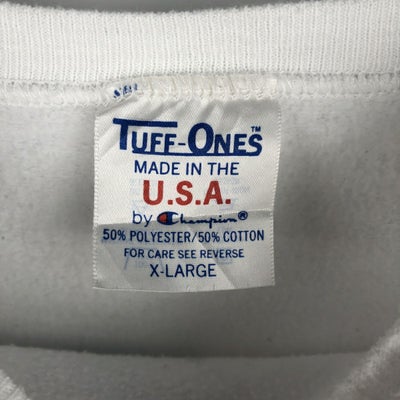 TUFF-ONES™
MADE IN THE
U.S.A.
by Champion®
50% POLYESTER/50% COTTON
FOR CARE SEE REVERSE
X-LARGE